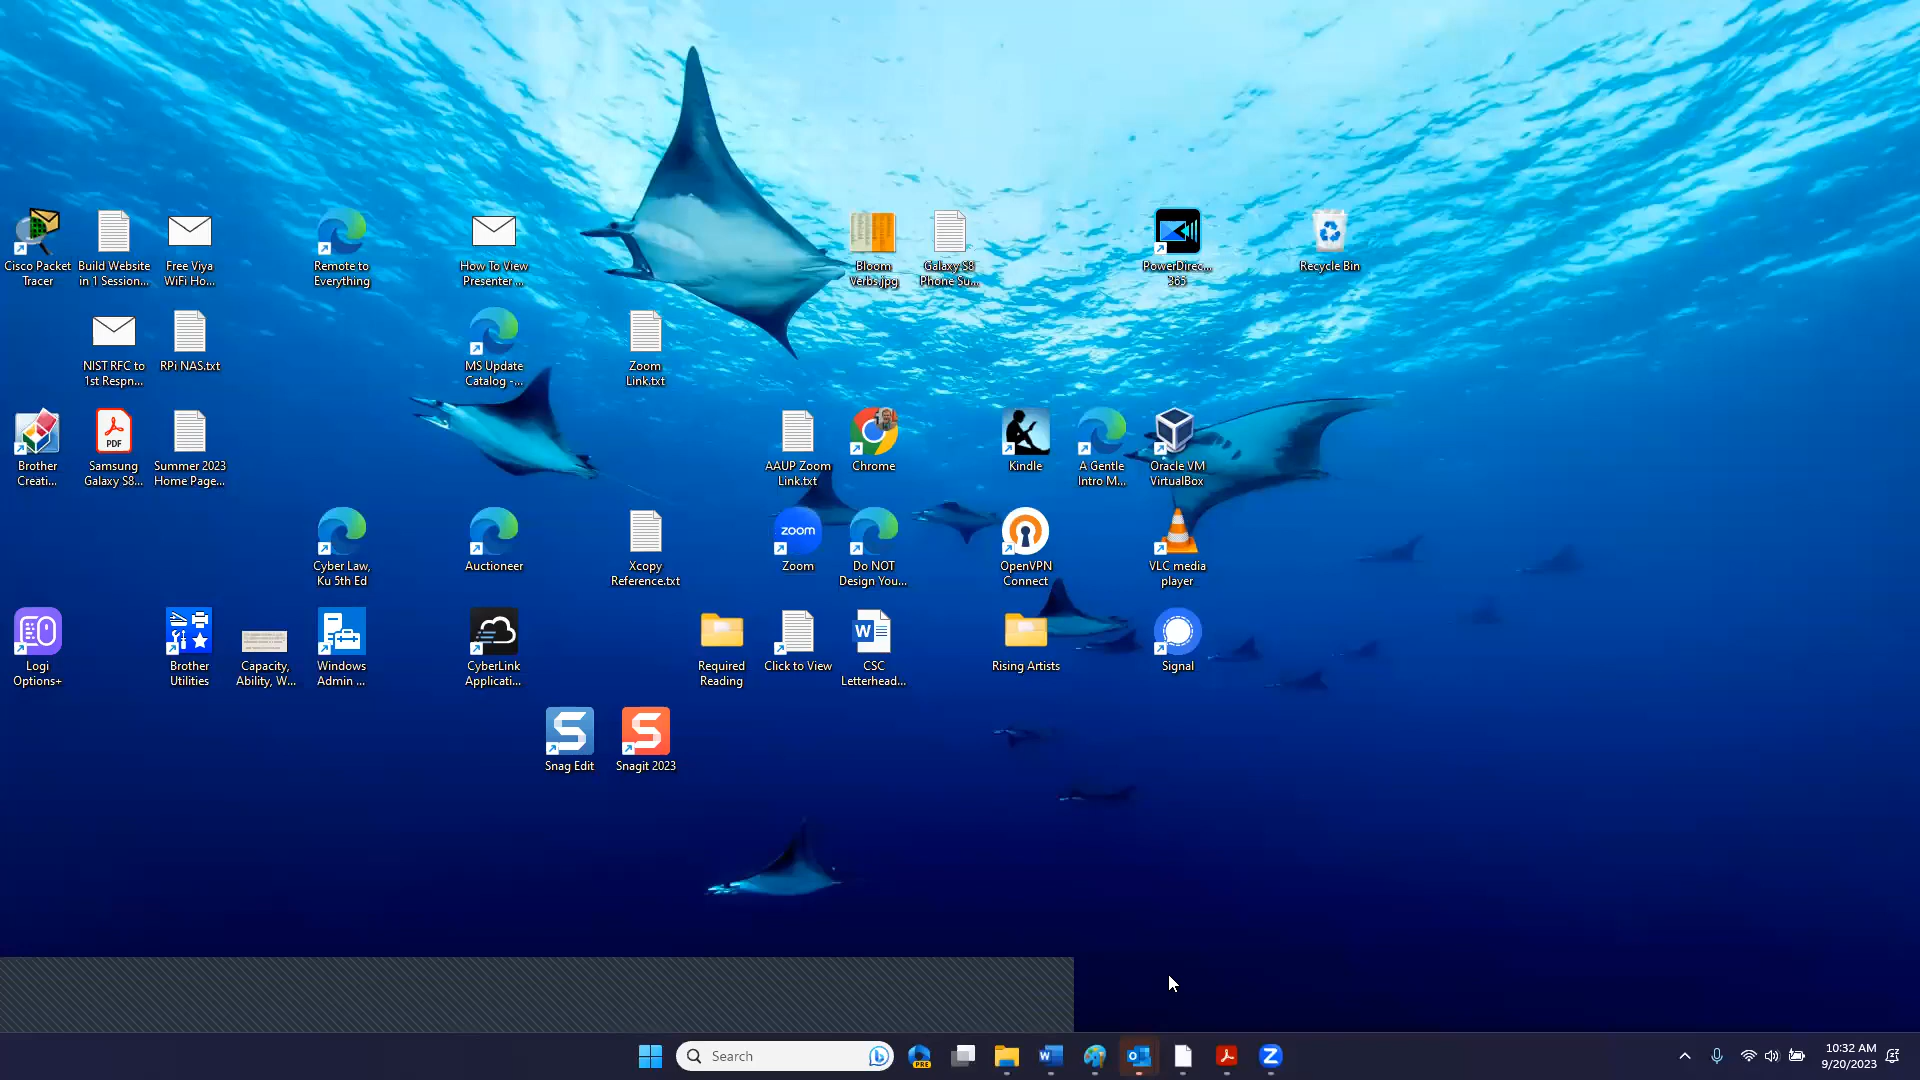 Cisco Packet
Tracer
Build Website
in 1 Session...
Free Viya
WiFi Ho...
Remote to
Everything
How To View
Presenter ...
Bloom
Verbs.jpg
Galaxy S8
Phone Su...
PowerDirec...
365
Recycle Bin
NIST RFC to
1st Respn...
RPi NAS.txt
MS Update
Catalog -...
Zoom
Link.txt
Brother
Creati...
PDF
Samsung
Galaxy S8...
Summer 2023
Home Page...
AAUP Zoom
Link.txt
Chrome
Kindle
A Gentle
Intro M...
Oracle VM
VirtualBox
Cyber Law,
Ku 5th Ed
Auctioneer
Xcopy
Reference.txt
zoom
Zoom
Do NOT
Design You...
OpenVPN
Connect
VLC media
player
Logi
Options+
Brother
Utilities
Capacity,
Ability, W...
Windows
Admin ...
CyberLink
Applicati...
Required
Reading
Click to View
W
CSC
Letterhead...
Rising Artists
Signal
S
Snag Edit
S
Snagit 2023
Search
PRE
W
O
Z
10:32 AM
9/20/2023